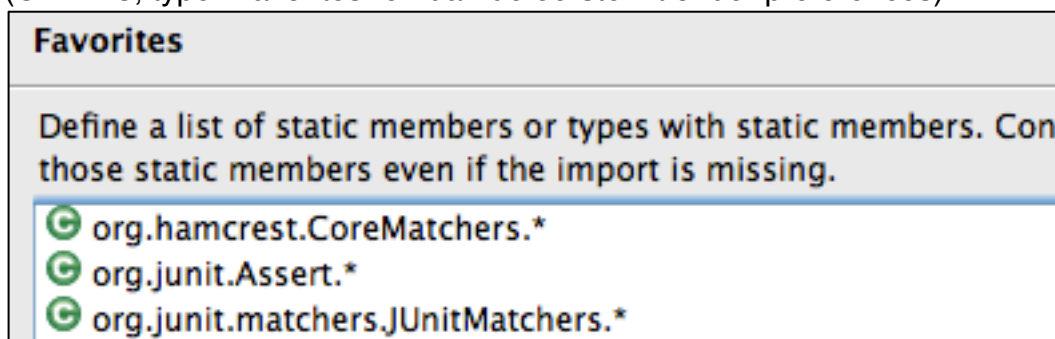 Favorites
Define a list of static members or types with static members. Con
those static members even if the import is missing.
org.hamcrest.CoreMatchers.*
org.junit.Assert.*
org.junit.matchers.JUnitMatchers.*